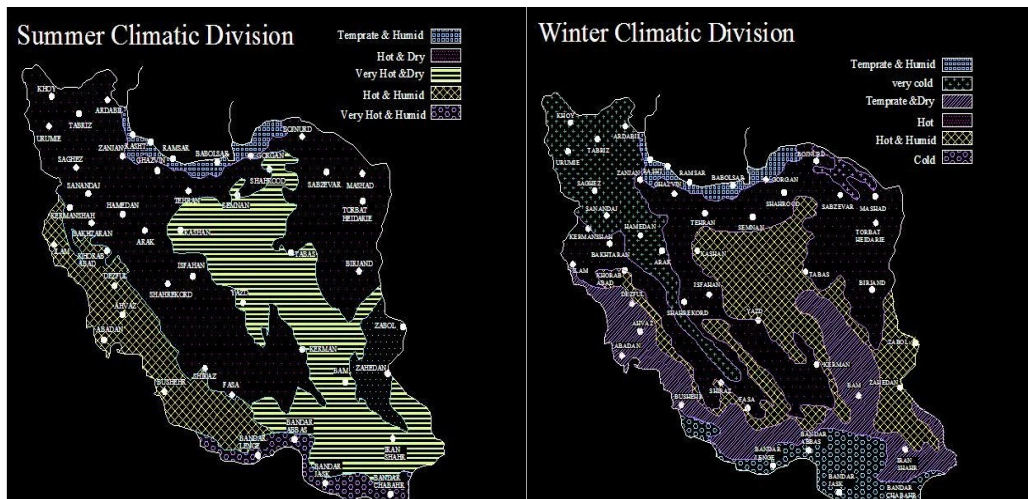 Summer Climatic Division
Temprate & Humid
Hot & Dry
Very Hot &Dry
Hot & Humid
Very Hot & Humid
KHOY
ARDABIL
TABRIZ
URUMIE
RASHT
ZANJAN
GHAZVIN
RAMSAR
BABOLSAR
GORGAN
BOJNURD
SAGHEZ
SHAHROOD
SABZEVAR
MASHAD
SANANDAJ
HAMEDAN
TEHRAN
SEMNAN
TORBAT
HEIDARIE
KERMANSHAH
BAKHTARAN
ARAK
KASHAN
ILAM
KHORAB
ABAD
TABAS
DEZFUL
ISFAHAN
BIRJAND
SHAHREKORD
AHVAZ
YAZD
ABADAN
ZABOL
KERMAN
SHIRAZ
FASA
BAM
ZAHEDAN
BUSHEHR
BANDAR
ABBAS
BANDAR
LENGE
IRAN
SHAHR
BANDAR
JASK
BANDAR
CHABAHR
Winter Climatic Division
Temprate & Humid
very cold
Temprate &Dry
Hot
Hot & Humid
Cold
KHOY
ARDABIL
TABRIZ
URUMIE
RASHT
ZANJAN
GHAZVIN
RAMSAR
BABOLSAR
GORGAN
BOJNURD
SAGHEZ
SHAHROOD
SABZEVAR
MASHAD
SANANDAJ
HAMEDAN
TEHRAN
SEMNAN
TORBAT
HEIDARIE
KERMANSHAH
BAKHTARAN
ARAK
KASHAN
ILAM
KHORAB
ABAD
TABAS
DEZFUL
ISFAHAN
BIRJAND
SHAHREKORD
AHVAZ
YAZD
ABADAN
ZABOL
KERMAN
SHIRAZ
FASA
BAM
ZAHEDAN
BUSHEHR
BANDAR
ABBAS
BANDAR
LENGE
IRAN
SHAHR
BANDAR
JASK
BANDAR
CHABAHR